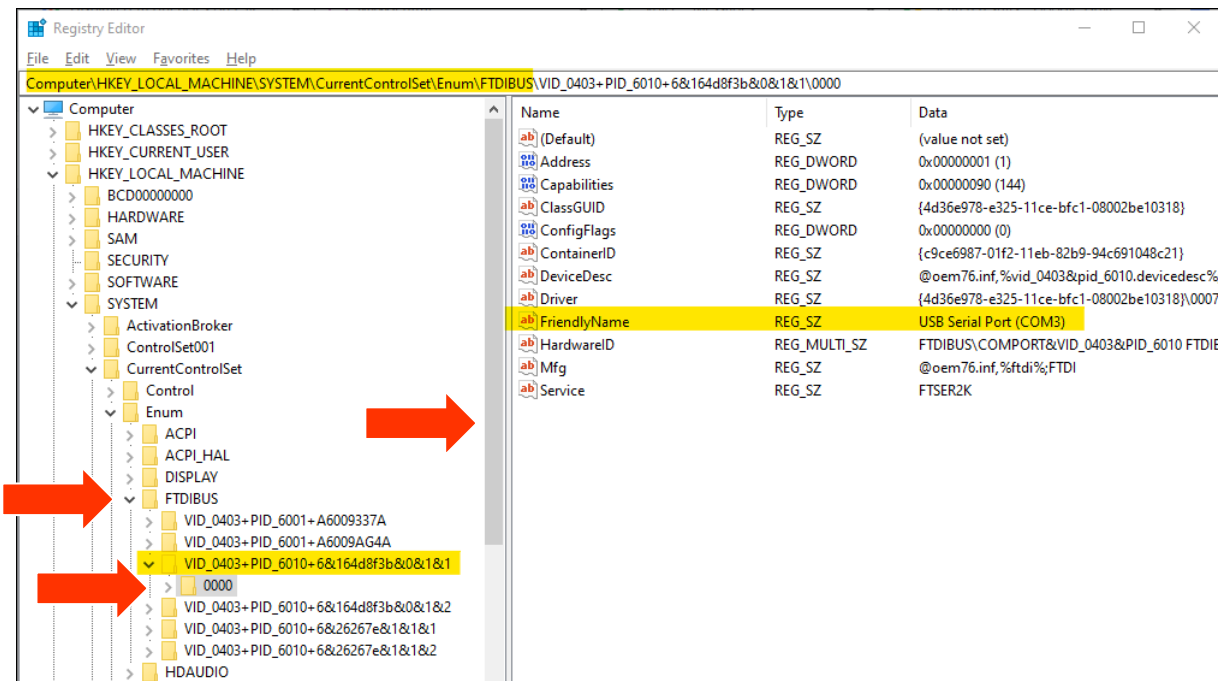 Registry Editor
File Edit View Favorites Help
Computer\HKEY_LOCAL_MACHINE\SYSTEM\CurrentControlSet\Enum\FTDIBUS\VID_0403+PID_6010+6&164d8f3b&0&1&1\0000
Computer
HKEY_CLASSES_ROOT
HKEY_CURRENT_USER
HKEY_LOCAL_MACHINE
BCD00000000
HARDWARE
SAM
SECURITY
SOFTWARE
SYSTEM
ActivationBroker
ControlSet001
CurrentControlSet
Control
Enum
ACPI
ACPI_HAL
DISPLAY
FTDIBUS
VID_0403+PID_6001+A6009337A
VID_0403+PID_6001+A6009AG4A
VID_0403+PID_6010+6&164d8f3b&0&1&1
0000
VID_0403+PID_6010+6&164d8f3b&0&1&2
VID_0403+PID_6010+6&26267e&1&1&1
VID_0403+PID_6010+6&26267e&1&1&2
HDAUDIO
Name Type Data
(Default) REG_SZ (value not set)
Address REG_DWORD 0x00000001 (1)
Capabilities REG_DWORD 0x00000090 (144)
ClassGUID REG_SZ {4d36e978-e325-11ce-bfc1-08002be10318}
ConfigFlags REG_DWORD 0x00000000 (0)
ContainerID REG_SZ {c9ce6987-01f2-11eb-82b9-94c691048c21}
DeviceDesc REG_SZ @oem76.inf,%vid_0403&pid_6010.devicedesc%
Driver REG_SZ {4d36e978-e325-11ce-bfc1-08002be10318}\0007
FriendlyName REG_SZ USB Serial Port (COM3)
HardwareID REG_MULTI_SZ FTDIBUS\COMPORT&VID_0403&PID_6010 FTDIB
Mfg REG_SZ @oem76.inf,%ftdi%;FTDI
Service REG_SZ FTSER2K